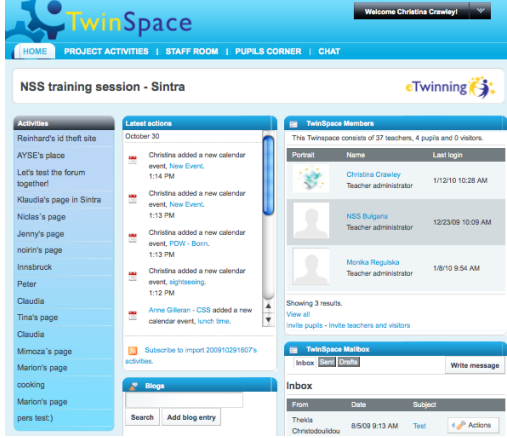 TwinSpace
Welcome Christina Crawley!
HOME PROJECT ACTIVITIES | STAFF ROOM | PUPILS CORNER | CHAT
NSS training session - Sintra
eTwinning
Activities
Reinhard's id theft site
AYSE's place
Let's test the forum
together!
Klaudia's page in Sintra
Niclas`s page
Jenny's page
noirin's page
Innsbruck
Peter
Claudia
Tina's page
Claudia
Mimoza`s page
Marion's page
cooking
Marion's page
pers test:)
Latest actions
October 30
Christina added a new calendar
event, New Event.
1:14 PM
Christina added a new calendar
event, New Event.
1:13 PM
Christina added a new calendar
event, PDW - Bonn.
1:13 PM
Christina added a new calendar
event, sightseeing.
1:12 PM
Anne Gilleran - CSS added a new
calendar event, lunch time.
Subscribe to import 200910291807's
activities.
Blogs
Search Add blog entry
TwinSpace Members
This Twinspace consists of 37 teachers, 4 pupils and 0 visitors.
Portrait Name Last login
Christina Crawley
Teacher administrator
1/12/10 10:28 AM
NSS Bulgaria
Teacher administrator
12/23/09 10:09 AM
Monika Regulska
Teacher administrator
1/8/10 9:54 AM
Showing 3 results.
View all
Invite pupils - Invite teachers and visitors
TwinSpace Mailbox
Inbox Sent Drafts
Write message
Inbox
From Date Subject
Thekla
Christodoulidou
8/5/09 9:13 AM Test Actions